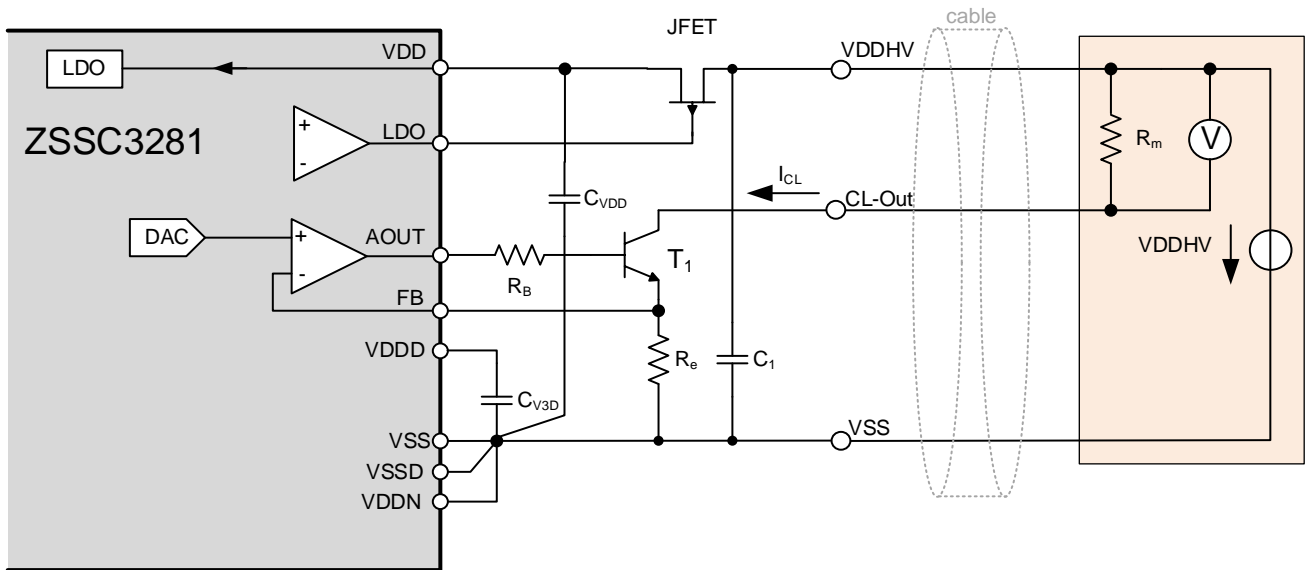 cable
JFET
VDD
VDDHV
LDO
LDO
ZSSC3281
+
-
V
Rm
ICL
CL-Out
CVDD
DAC
+
-
AOUT
VDDHV
T1
RB
FB
VDDD
Re
C1
CV3D
VSS
VSS
VSSD
VDDN